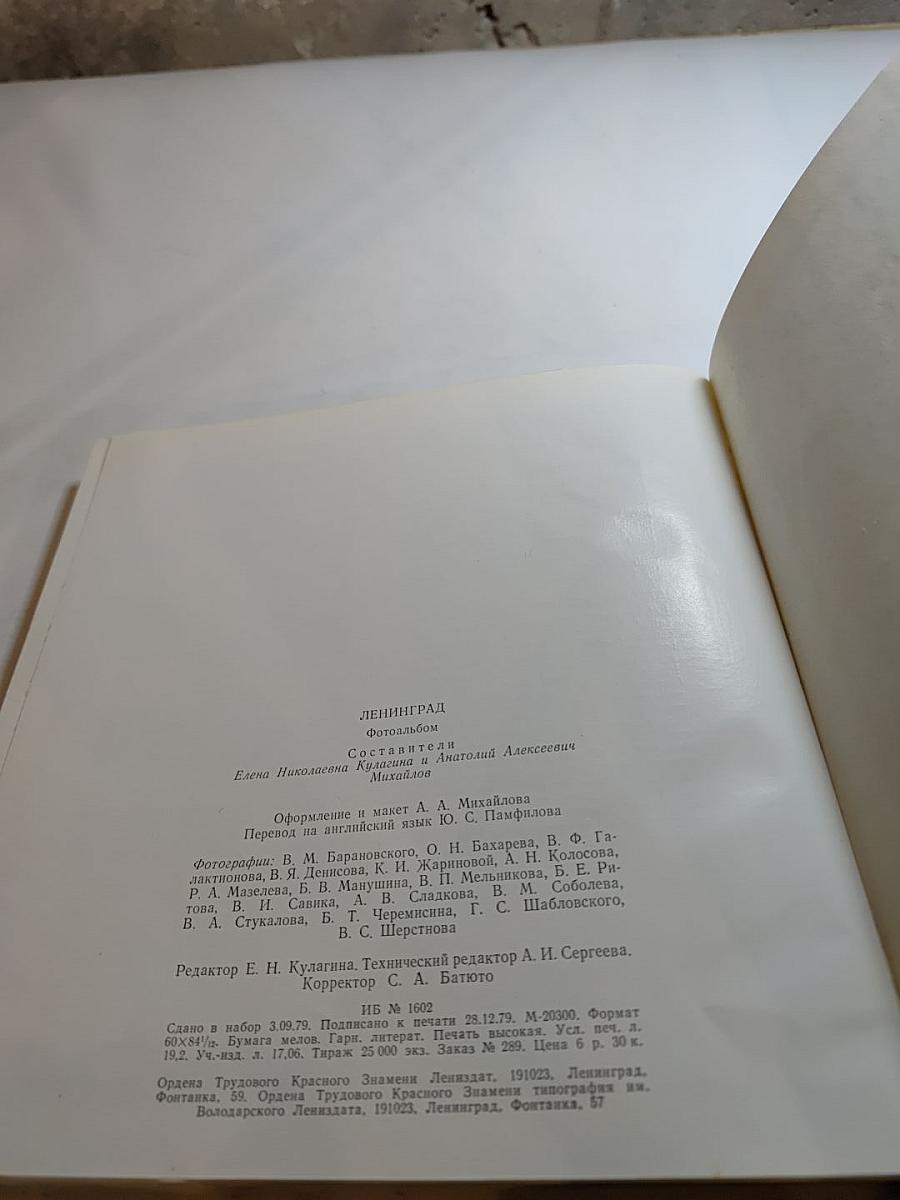 ЛЕНИНГРАД
Фотоальбом
Составители
Елена Николаевна Кулагина и Анатолий Алексеевич
Михайлов
Оформление и макет А. А. Михайлова
Перевод на английский язык Ю. С. Памфилова
Фотографии: В. М. Барановского, О. Н. Бахарева, В. Ф. Га-
лактионова, В. Я. Денисова, К. И. Жариновой, А. Н. Колосова,
Р. А. Мазелева, Б. В. Манушина, В. П. Мельникова, Б. Е. Ри-
това, В. И. Савика, А. В. Сладкова, В. М. Соболева,
В. А. Стукалова, Б. Т. Черемисина, Г. С. Шабловского,
В. С. Шерстнова
Редактор Е. Н. Кулагина. Технический редактор А. И. Сергеева.
Корректор С. А. Батюто
ИБ № 1602
Сдано в набор 3.09.79. Подписано к печати 28.12.79. М-20300. Формат
60×84¹/₁₂. Бумага мелов. Гарн. литерат. Печать высокая. Усл. печ. л.
19,2. Уч.-изд. л. 17,06. Тираж 25 000 экз. Заказ № 289. Цена 6 р. 30 к.
Ордена Трудового Красного Знамени Лениздат, 191023, Ленинград,
Фонтанка, 59. Ордена Трудового Красного Знамени типография им.
Володарского Лениздата, 191023, Ленинград, Фонтанка, 57